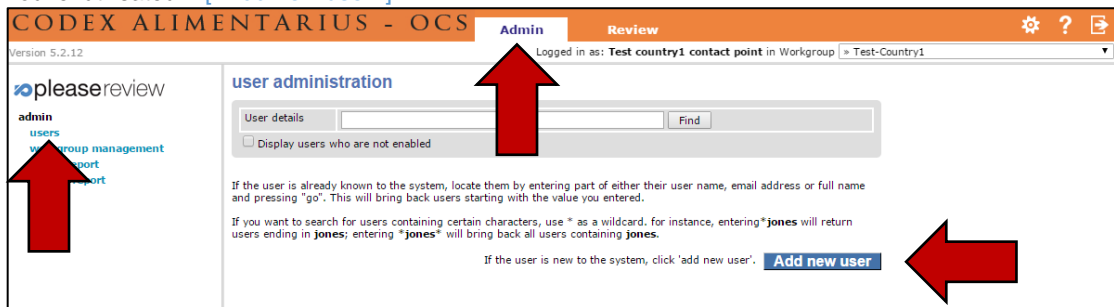 CODEX ALIMENTARIUS - OCS
Admin
Review
Version 5.2.12
Logged in as: Test country1 contact point in Workgroup
» Test-Country1
pleasereview
admin
users
group management
port
port
user administration
User details
Find
Display users who are not enabled
If the user is already known to the system, locate them by entering part of either their user name, email address or full name
and pressing "go". This will bring back users starting with the value you entered.
If you want to search for users containing certain characters, use * as a wildcard. for instance, entering*jones will return
users ending in jones; entering *jones* will bring back all users containing jones.
If the user is new to the system, click 'add new user'.
Add new user